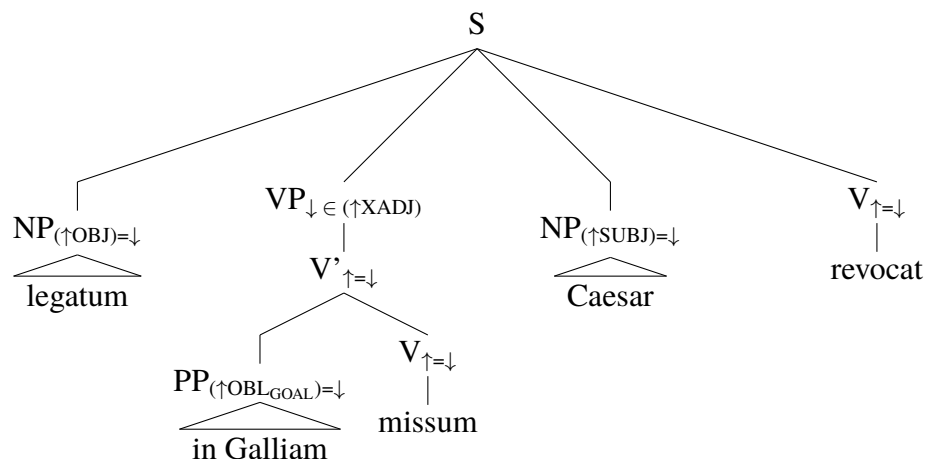 S
NP(↑OBJ)=↓ VP↓ ∈ (↑XADJ) NP(↑SUBJ)=↓ V↑=↓
legatum V’↑=↓ Caesar revocat
PP(↑OBLGOAL)=↓ V↑=↓
in Galliam missum